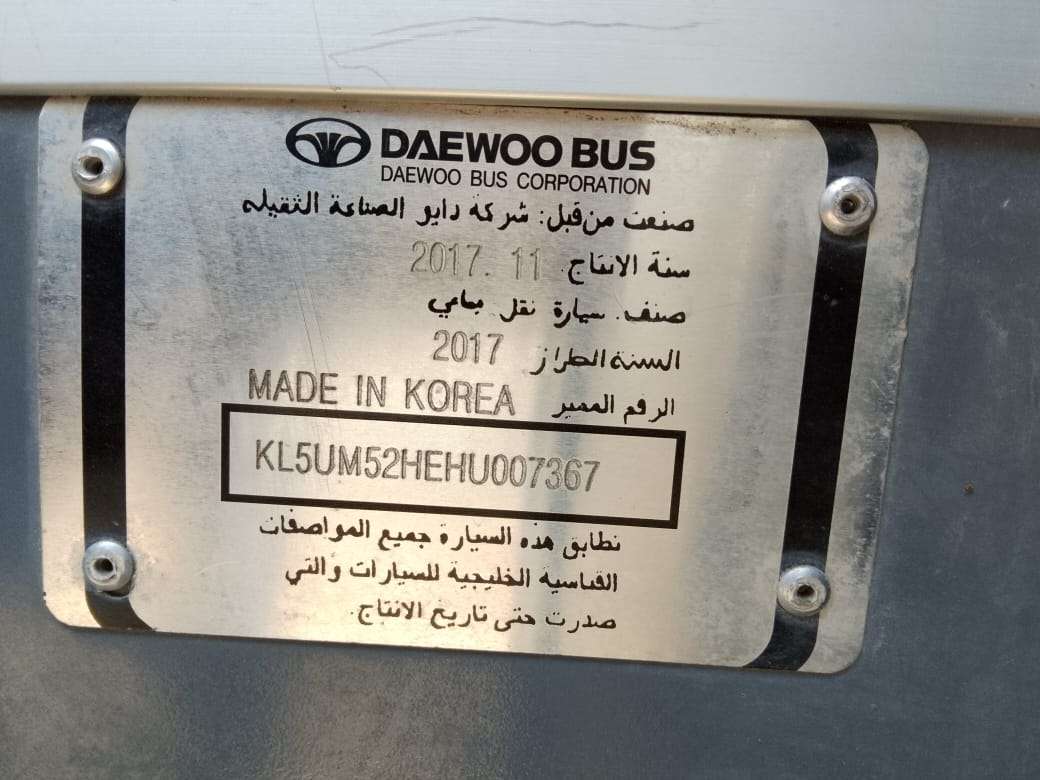 DAEWOO BUS
DAEWOO BUS CORPORATION
صنعت من قبل: شركة دايو الصناعة الثقيله
سنة الانتاج. 2017. 11
صنف. سيارة نقل جماعي
السنة الطراز 2017
الرقم المميز MADE IN KOREA
KL5UM52HEHU007367
تطابق هذه السيارة جميع المواصفات
القياسية الخليجية للسيارات والتي
صدرت حتى تاريخ الانتاج.